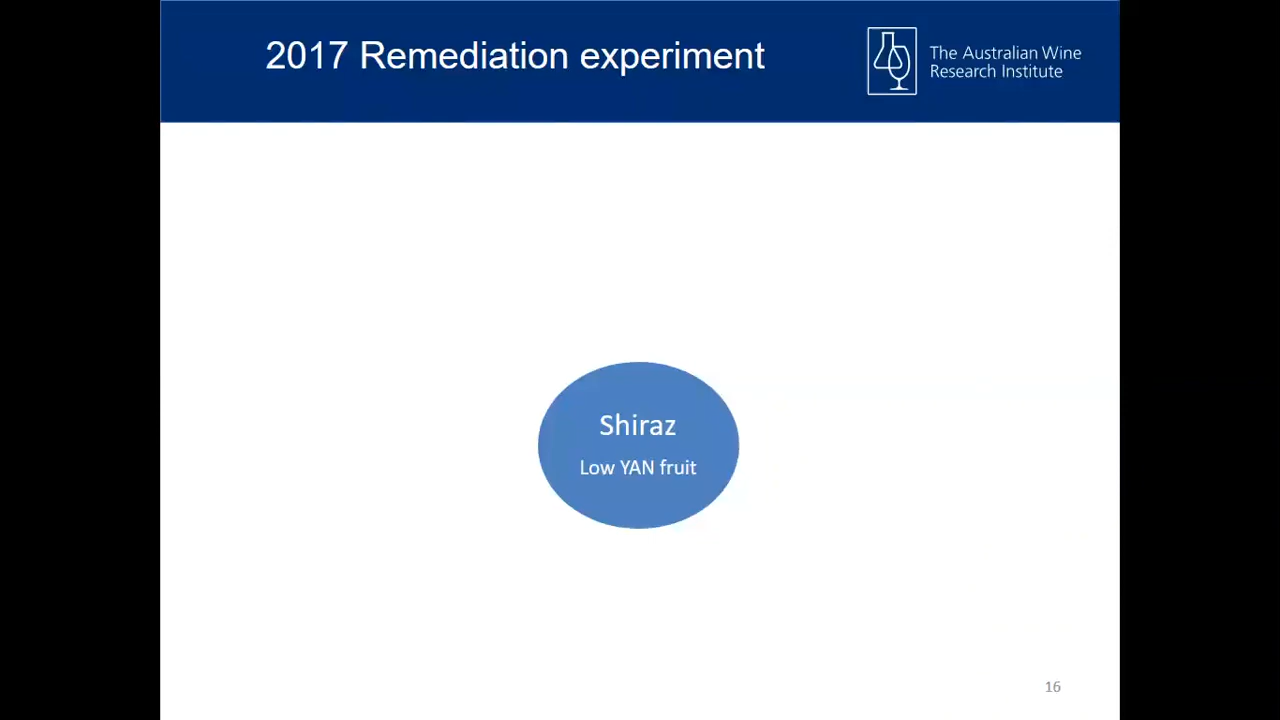 2017 Remediation experiment
The Australian Wine
Research Institute
Shiraz
Low YAN fruit
16